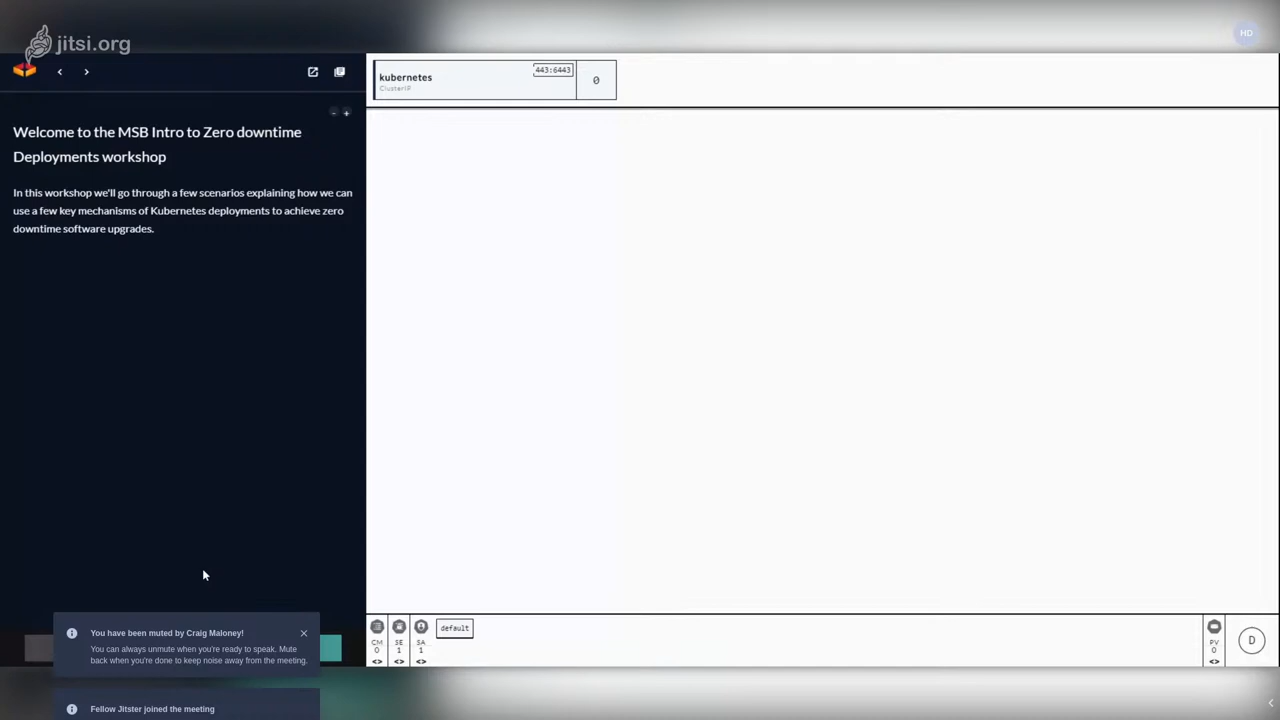 jitsi.org
HD
kubernetes
443:6443
ClusterIP
0
Welcome to the MSB Intro to Zero downtime
Deployments workshop
In this workshop we'll go through a few scenarios explaining how we can
use a few key mechanisms of Kubernetes deployments to achieve zero
downtime software upgrades.
You have been muted by Craig Maloney!
You can always unmute when you're ready to speak. Mute
back when you're done to keep noise away from the meeting.
Fellow Jitster joined the meeting
CM
0
SE
1
SA
1
default
PV
0
D